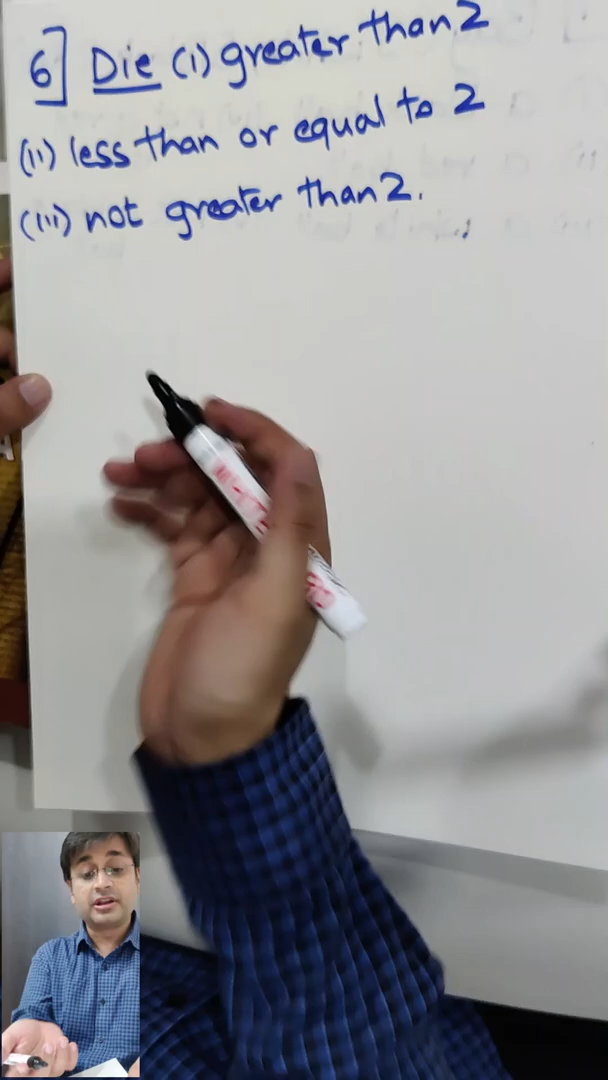 6] Die (i) greater than 2
(ii) less than or equal to 2
(iii) not greater than 2.